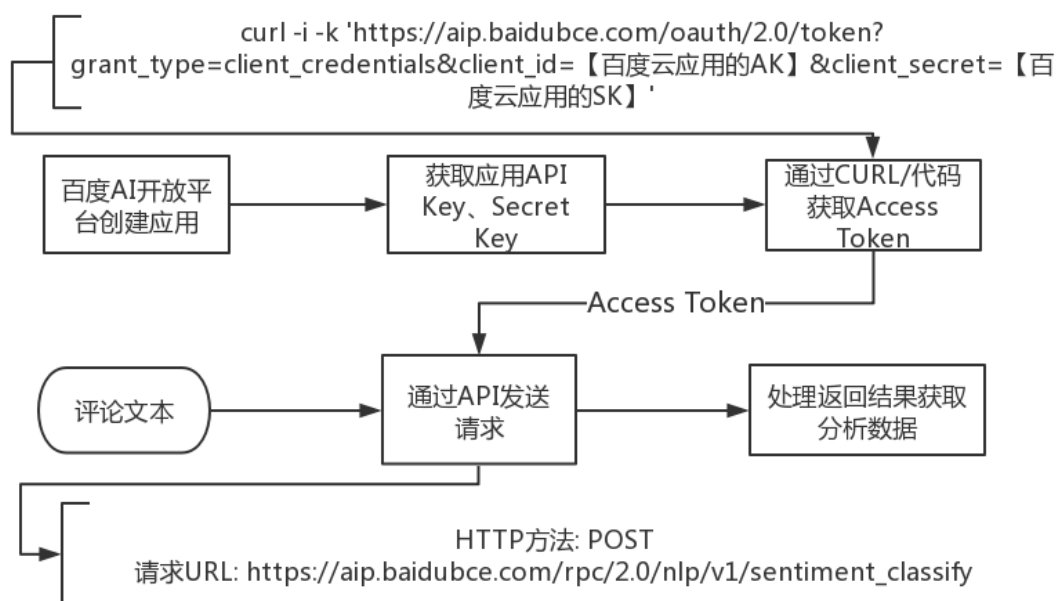 curl -i -k 'https://aip.baidubce.com/oauth/2.0/token?
grant_type=client_credentials&client_id=【百度云应用的AK】&client_secret=【百
度云应用的SK】'
百度AI开放平
台创建应用
获取应用API
Key、Secret
Key
通过CURL/代码
获取Access
Token
Access Token
评论文本
通过API发送
请求
处理返回结果获取
分析数据
HTTP方法: POST
请求URL: https://aip.baidubce.com/rpc/2.0/nlp/v1/sentiment_classify